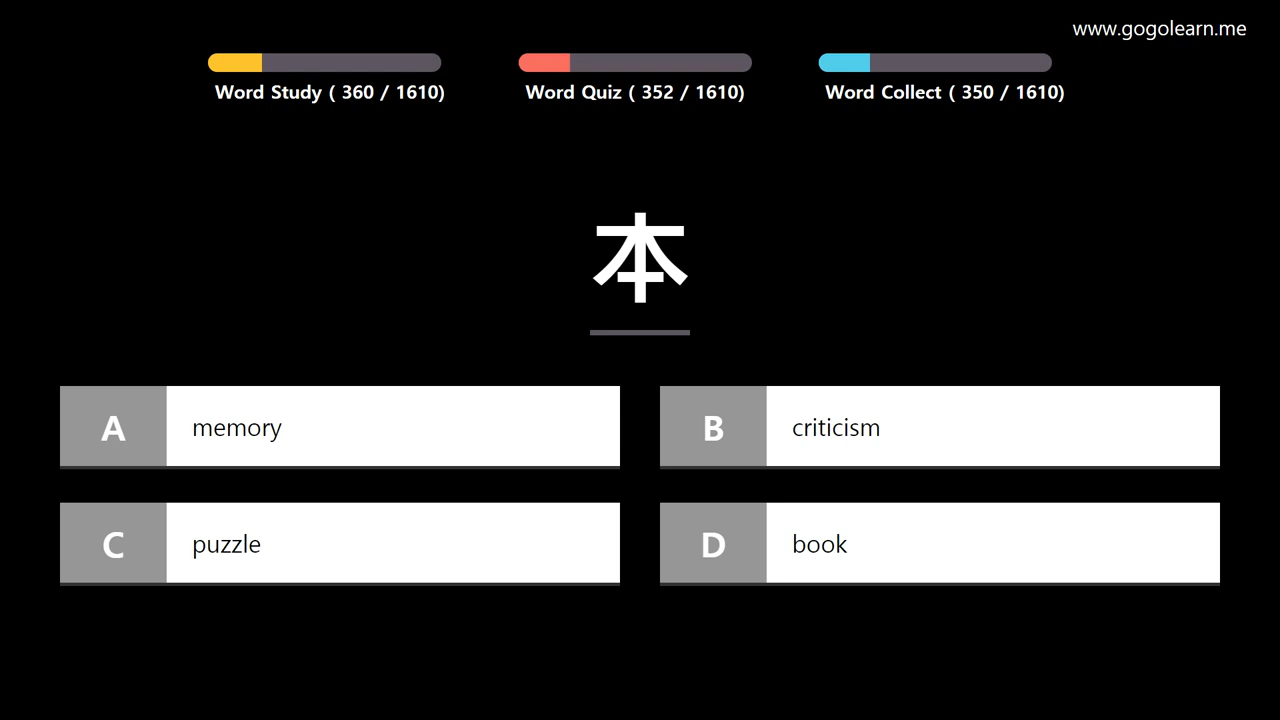 www.gogolearn.me
Word Study ( 360 / 1610)
Word Quiz ( 352 / 1610)
Word Collect ( 350 / 1610)
本
A memory
B criticism
C puzzle
D book